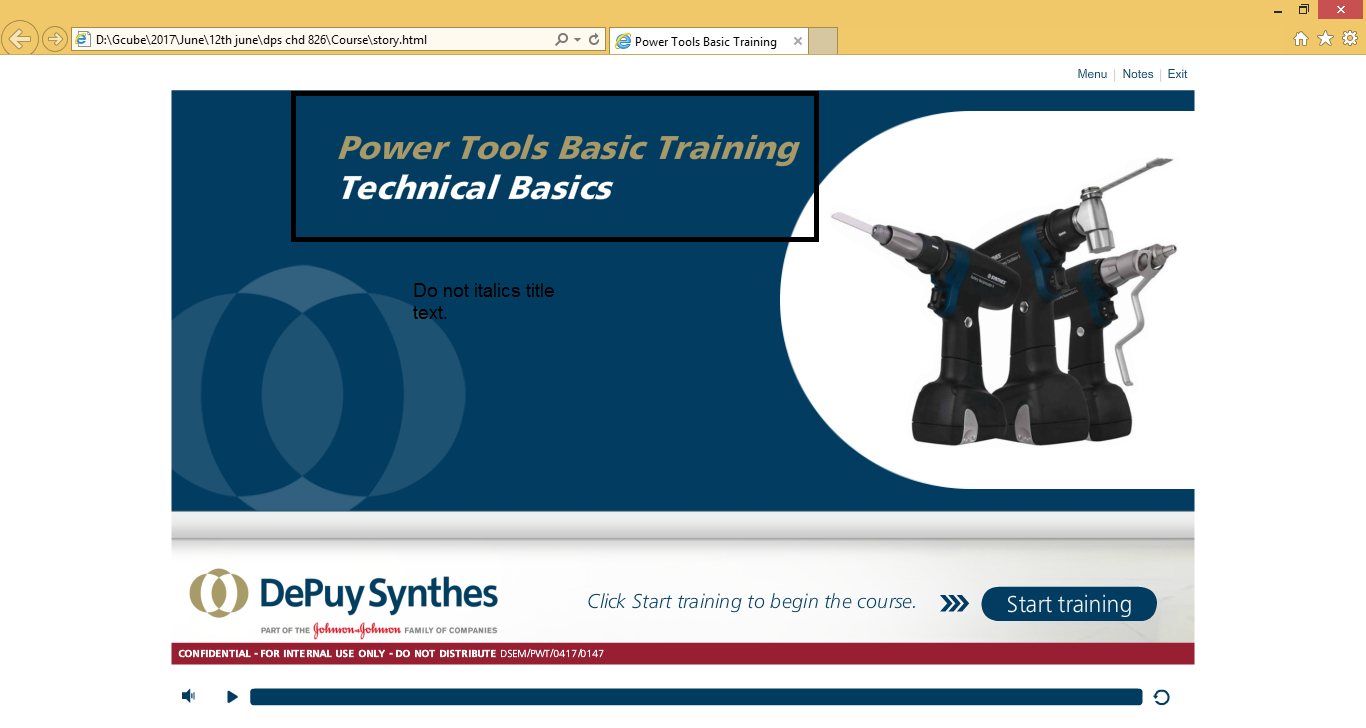 D:\Gcube\2017\June\12th june\dps chd 826\Course\story.html
Power Tools Basic Training
Menu | Notes | Exit
Power Tools Basic Training
Technical Basics
Do not italics title
text.
DePuy Synthes
PART OF THE Johnson & Johnson FAMILY OF COMPANIES
Click Start training to begin the course.
Start training
CONFIDENTIAL - FOR INTERNAL USE ONLY - DO NOT DISTRIBUTE DSEM/PWT/0417/0147